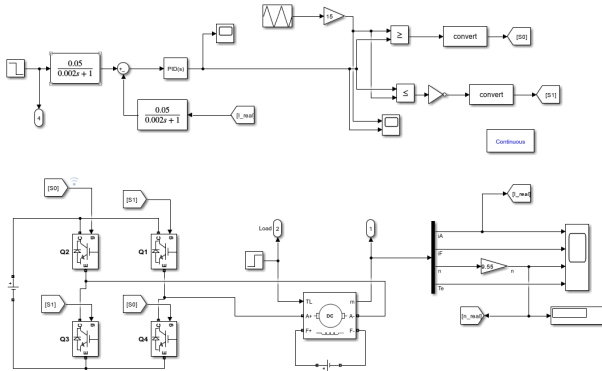 15
≥
convert
[S0]
0.05
0.002s + 1
PID(s)
≤
convert
[S1]
4
0.05
0.002s + 1
[I_real]
Continuous
[S0]
[S1]
[I_real]
Load
2
1
Q2
Q1
iA
iF
n
9.55
n
Te
TL
m
DC
A+
A-
F+
F-
[S1]
[S0]
Q3
Q4
[n_real]